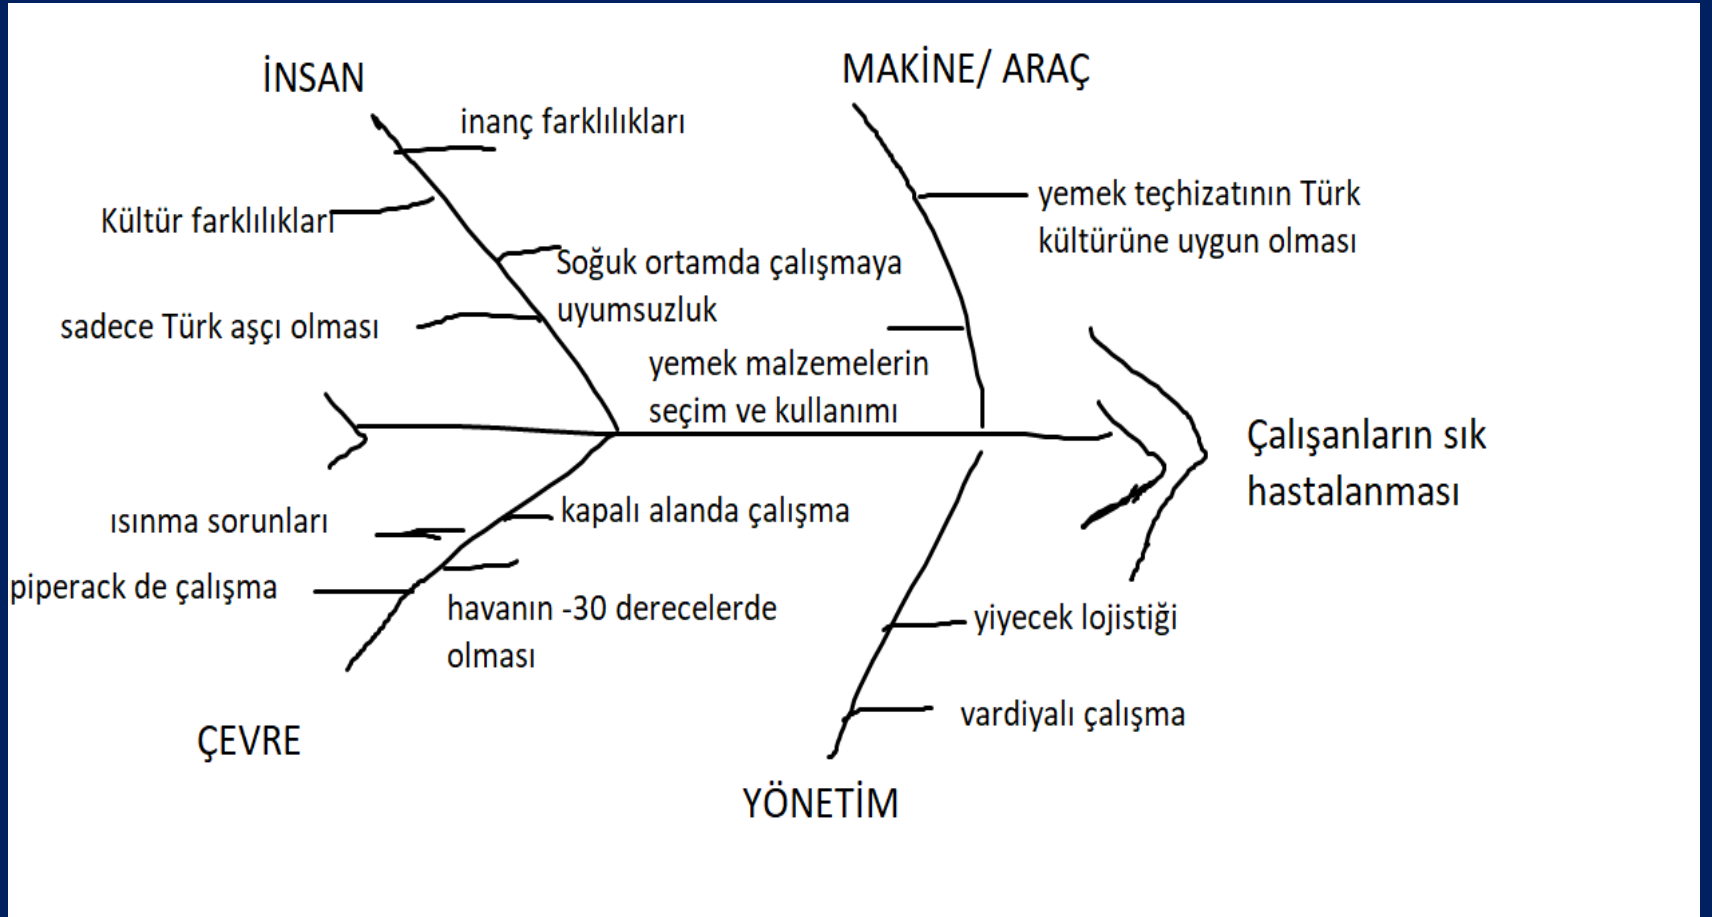 İNSAN
MAKİNE/ ARAÇ
inanç farklılıkları
Kültür farklılıkları
yemek teçhizatının Türk
kültürüne uygun olması
Soğuk ortamda çalışmaya
uyumsuzluk
sadece Türk aşçı olması
yemek malzemelerin
seçim ve kullanımı
Çalışanların sık
hastalanması
ısınma sorunları
kapalı alanda çalışma
piperack de çalışma
havanın -30 derecelerde
olması
yiyecek lojistiği
vardiyalı çalışma
ÇEVRE
YÖNETİM